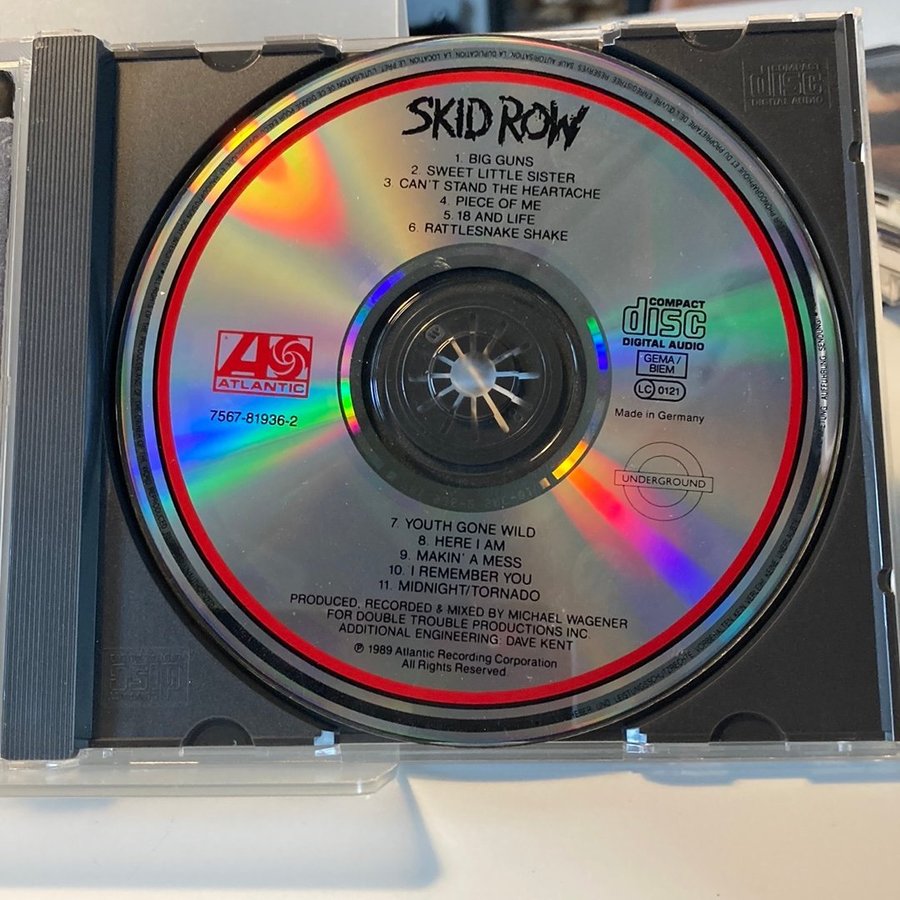 SKID ROW
1. BIG GUNS
2. SWEET LITTLE SISTER
3. CAN'T STAND THE HEARTACHE
4. PIECE OF ME
5. 18 AND LIFE
6. RATTLESNAKE SHAKE
COMPACT
disc
DIGITAL AUDIO
GEMA/
BIEM
LC 0121
Made in Germany
A
ATLANTIC
7567-81936-2
UNDERGROUND
7 YOUTH GONE WILD
8. HERE I AM
9. MAKIN' A MESS
10. I REMEMBER YOU
11. MIDNIGHT/TORNADO
PRODUCED, RECORDED & MIXED BY MICHAEL WAGENER
FOR DOUBLE TROUBLE PRODUCTIONS INC.
ADDITIONAL ENGINEERING: DAVE KENT
℗ 1989 Atlantic Recording Corporation
All Rights Reserved
COMPACT
disc
DIGITAL AUDIO